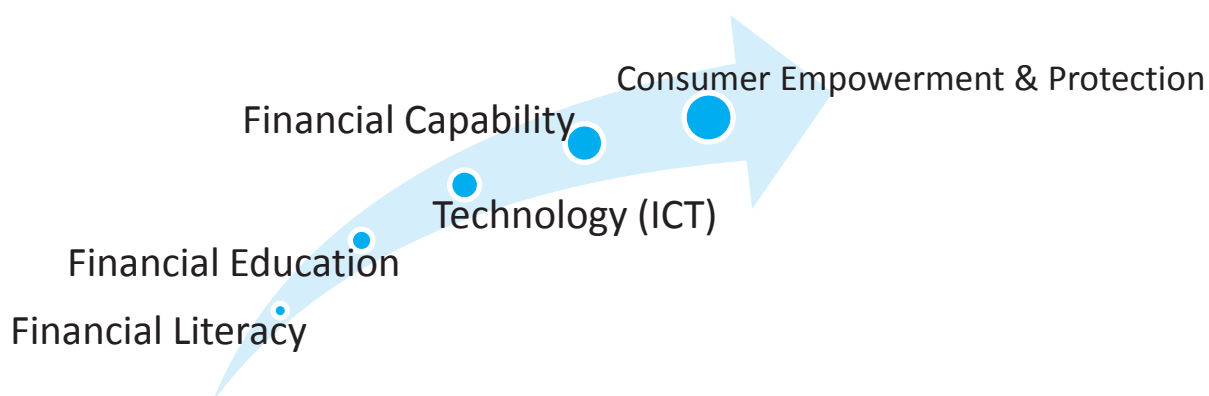 Consumer Empowerment & Protection
Financial Capability
Technology (ICT)
Financial Education
Financial Literacy